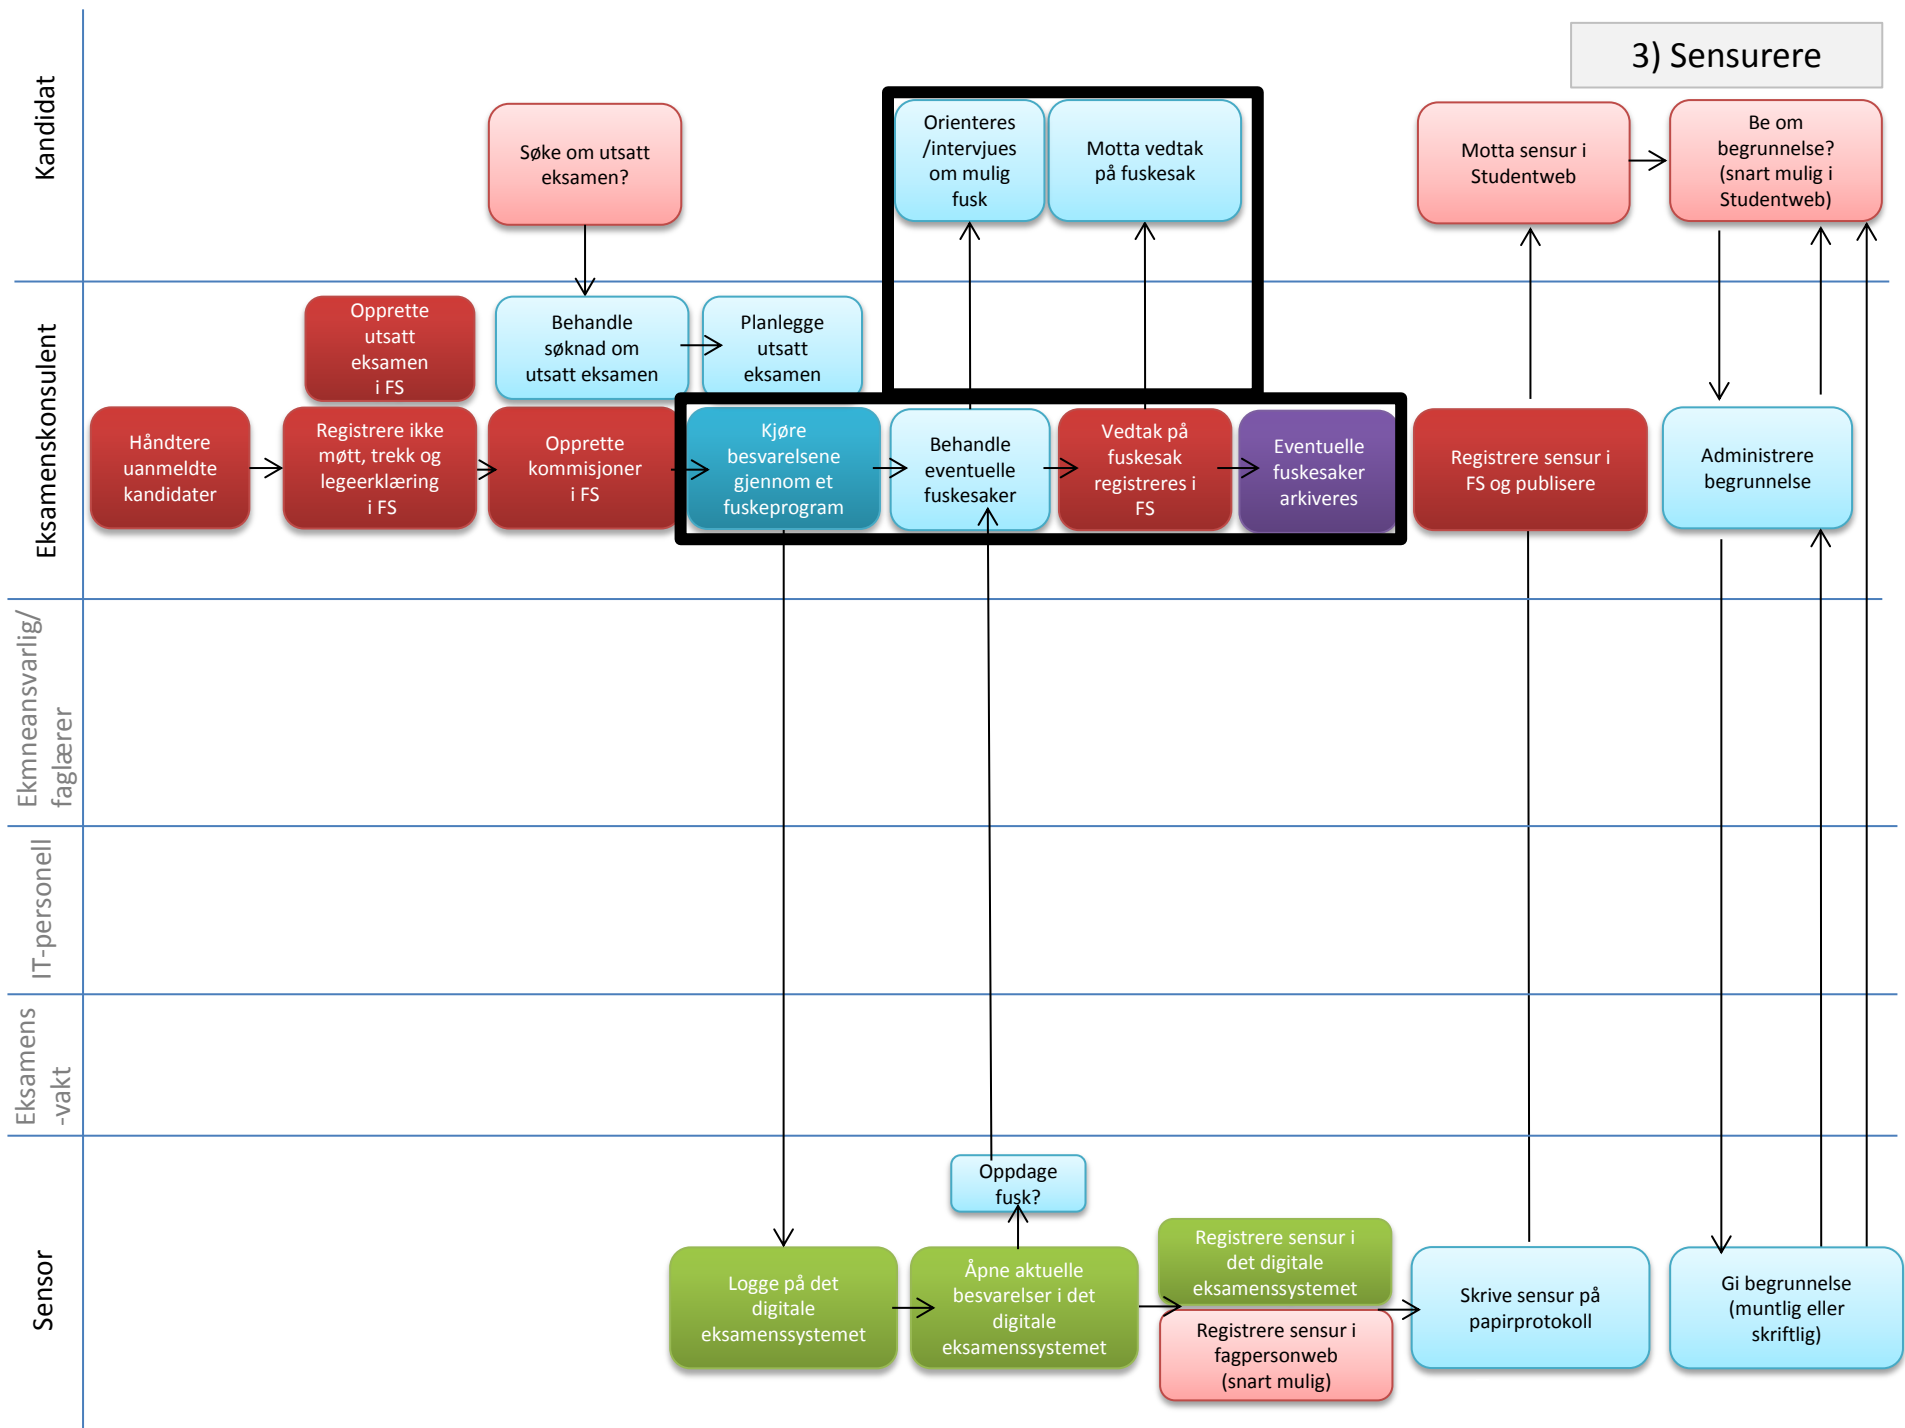 3) Sensurere
Kandidat
Søke om utsatt
eksamen?
Orienteres
/intervjues
om mulig
fusk
Motta vedtak
på fuskesak
Motta sensur i
Studentweb
Be om
begrunnelse?
(snart mulig i
Studentweb)
Eksamenskonsulent
Opprette
utsatt
eksamen
i FS
Behandle
søknad om
utsatt eksamen
Planlegge
utsatt
eksamen
Håndtere
uanmeldte
kandidater
Registrere ikke
møtt, trekk og
legeerklæring
i FS
Opprette
kommisjoner
i FS
Kjøre
besvarelsene
gjennom et
fuskeprogram
Behandle
eventuelle
fuskesaker
Vedtak på
fuskesak
registreres i
FS
Eventuelle
fuskesaker
arkiveres
Registrere sensur i
FS og publisere
Administrere
begrunnelse
Ekmneansvarlig/
faglærer
IT-personell
Eksamens
-vakt
Sensor
Oppdage
fusk?
Logge på det
digitale
eksamenssystemet
Åpne aktuelle
besvarelser i det
digitale
eksamenssystemet
Registrere sensur i
det digitale
eksamenssystemet
Registrere sensur i
fagpersonweb
(snart mulig)
Skrive sensur på
papirprotokoll
Gi begrunnelse
(muntlig eller
skriftlig)